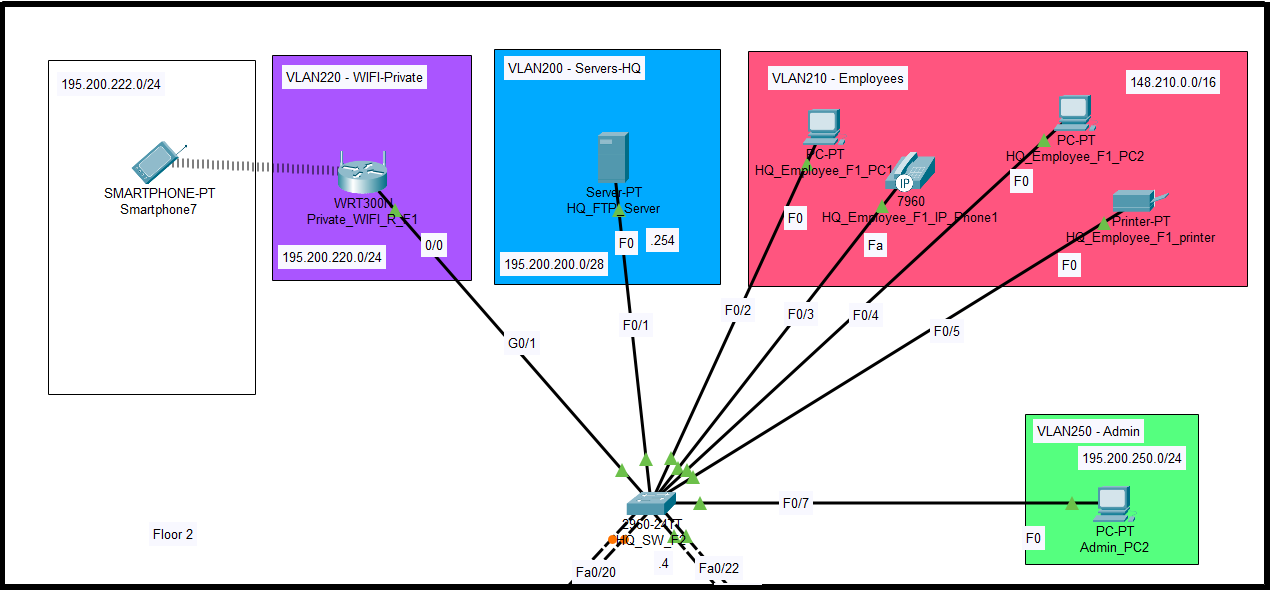 195.200.222.0/24
SMARTPHONE-PT
Smartphone7
VLAN220 - WIFI-Private
WRT300N
Private_WIFI_R_F1
0/0
195.200.220.0/24
VLAN200 - Servers-HQ
Server-PT
HQ_FTP_Server
F0
.254
195.200.200.0/28
VLAN210 - Employees
148.210.0.0/16
PC-PT
HQ_Employee_F1_PC1
F0
IP
7960
HQ_Employee_F1_IP_Phone1
Fa
PC-PT
HQ_Employee_F1_PC2
F0
Printer-PT
HQ_Employee_F1_printer
F0
G0/1
F0/1
F0/2
F0/3
F0/4
F0/5
VLAN250 - Admin
195.200.250.0/24
PC-PT
Admin_PC2
F0
F0/7
2960-24TT
HQ_SW_F2
.4
Fa0/20
Fa0/22
Floor 2